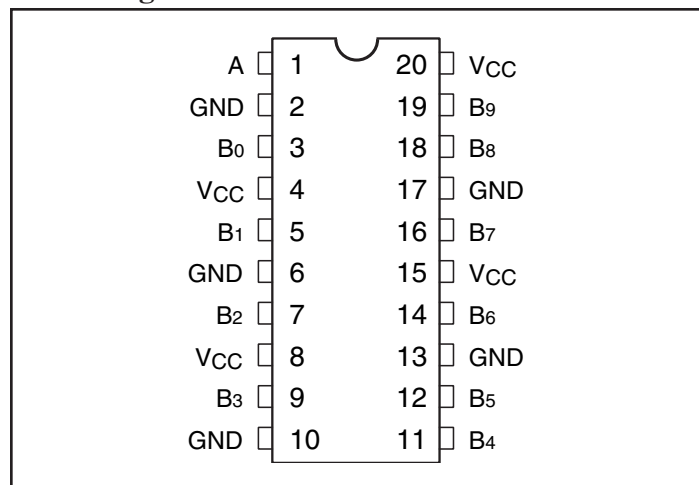 A 1 20 VCC
GND 2 19 B9
B0 3 18 B8
VCC 4 17 GND
B1 5 16 B7
GND 6 15 VCC
B2 7 14 B6
VCC 8 13 GND
B3 9 12 B5
GND 10 11 B4